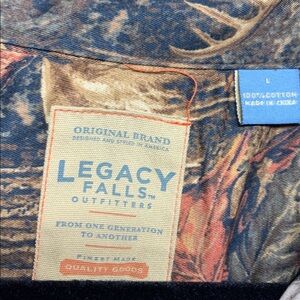 ORIGINAL BRAND
DESIGNED AND STYLED IN AMERICA
LEGACY
FALLS™
OUTFITTERS
FROM ONE GENERATION
TO ANOTHER
FINEST MADE
QUALITY GOODS
L
100% COTTON
MADE IN CHINA